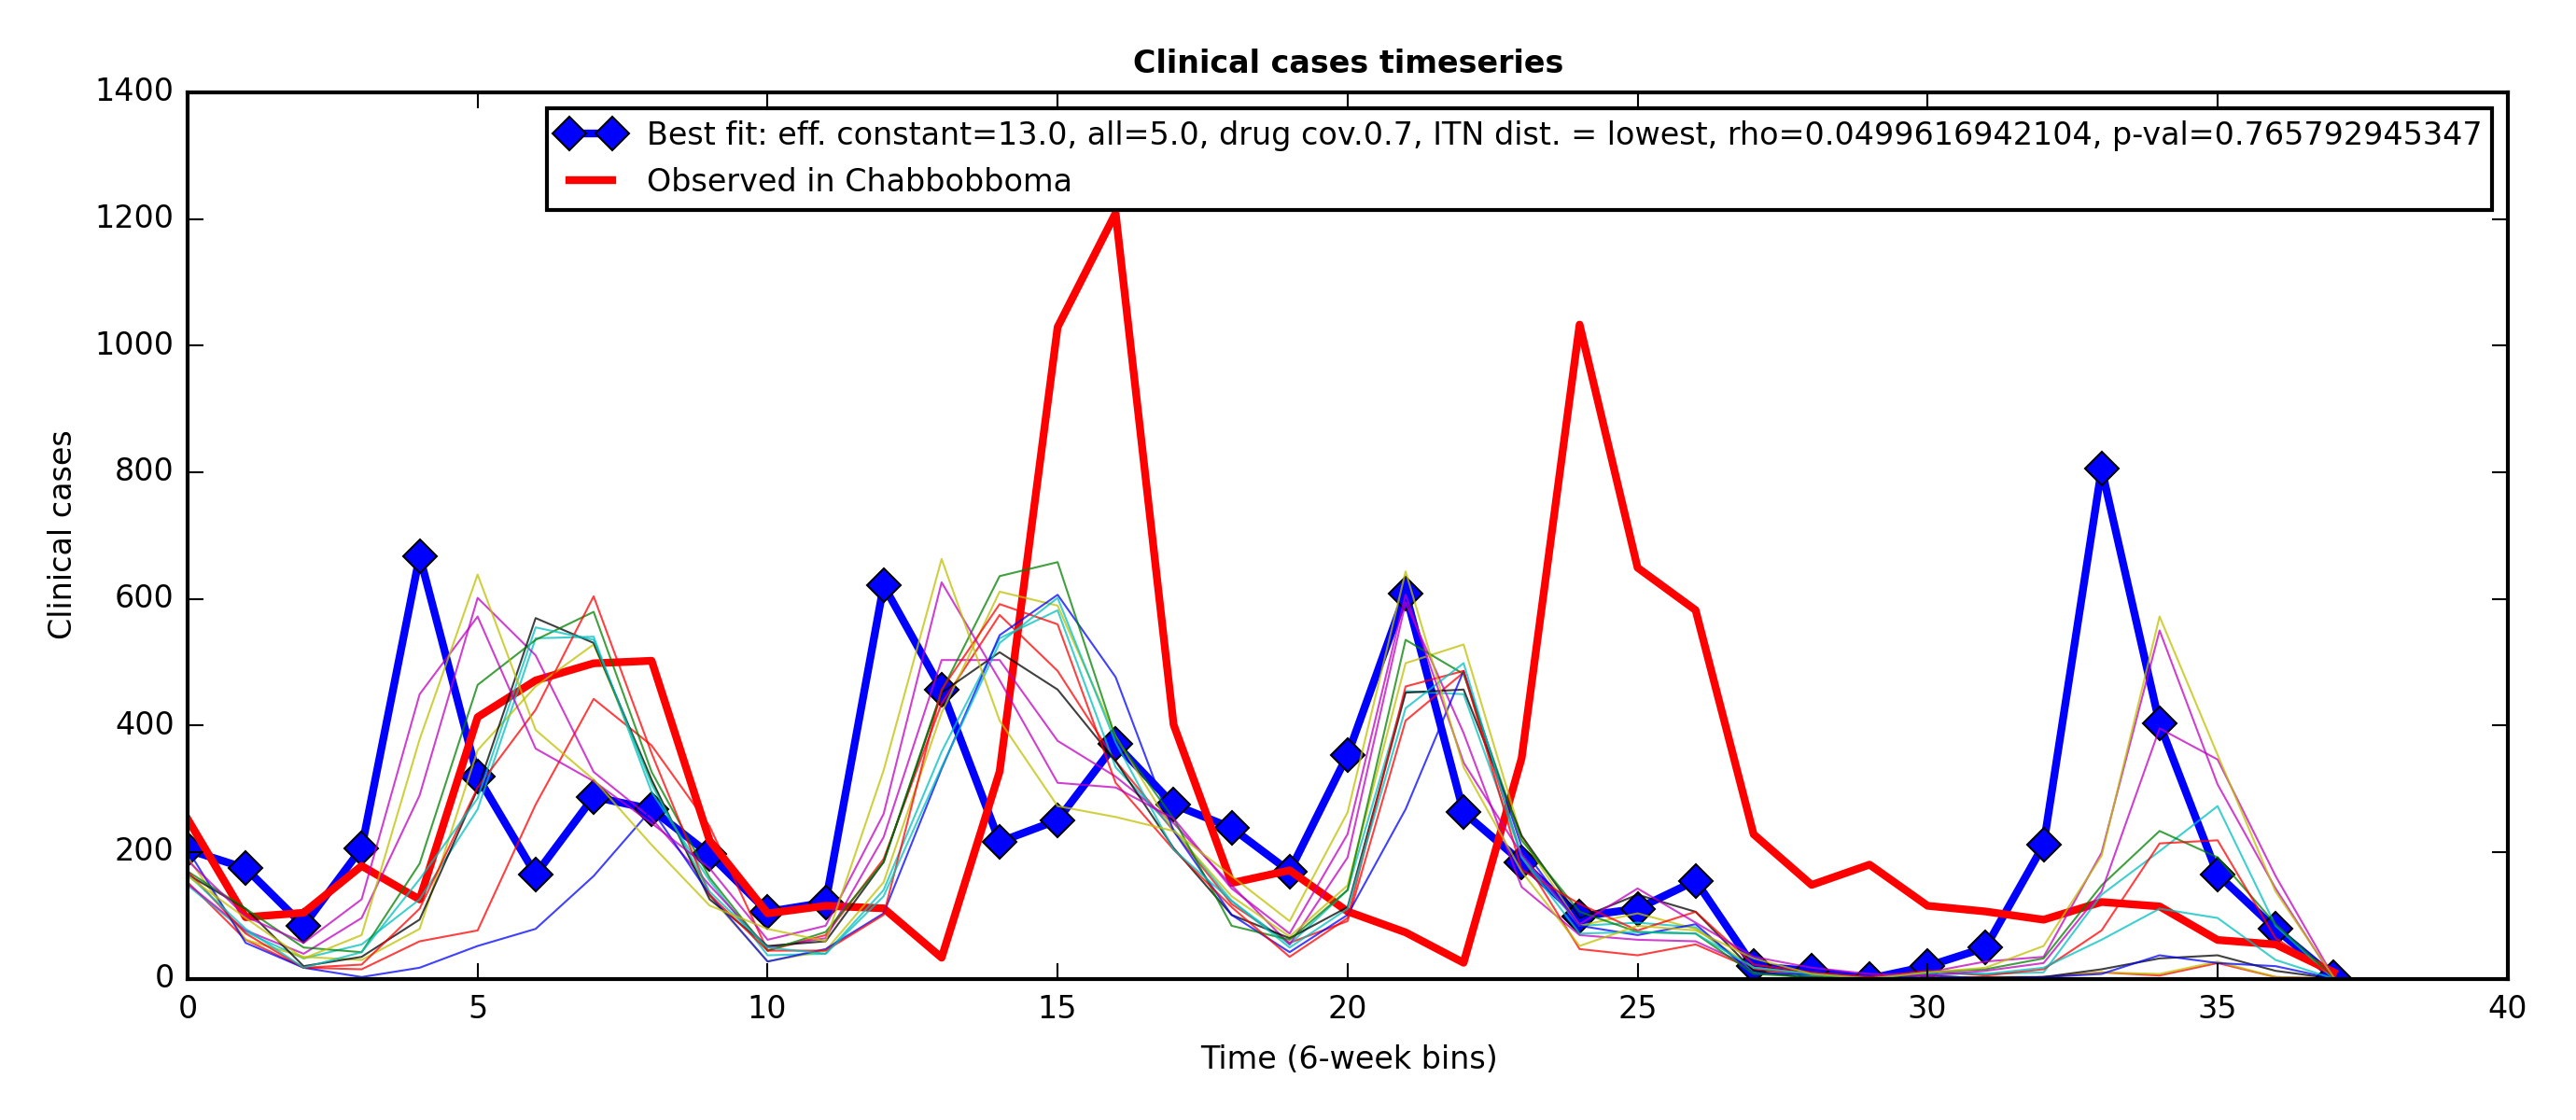 Clinical cases timeseries
1400
1200
1000
800
600
400
200
0
Clinical cases
Best fit: eff. constant=13.0, all=5.0, drug cov.0.7, ITN dist. = lowest, rho=0.0499616942104, p-val=0.765792945347
Observed in Chabbobboma
0 5 10 15 20 25 30 35 40
Time (6-week bins)